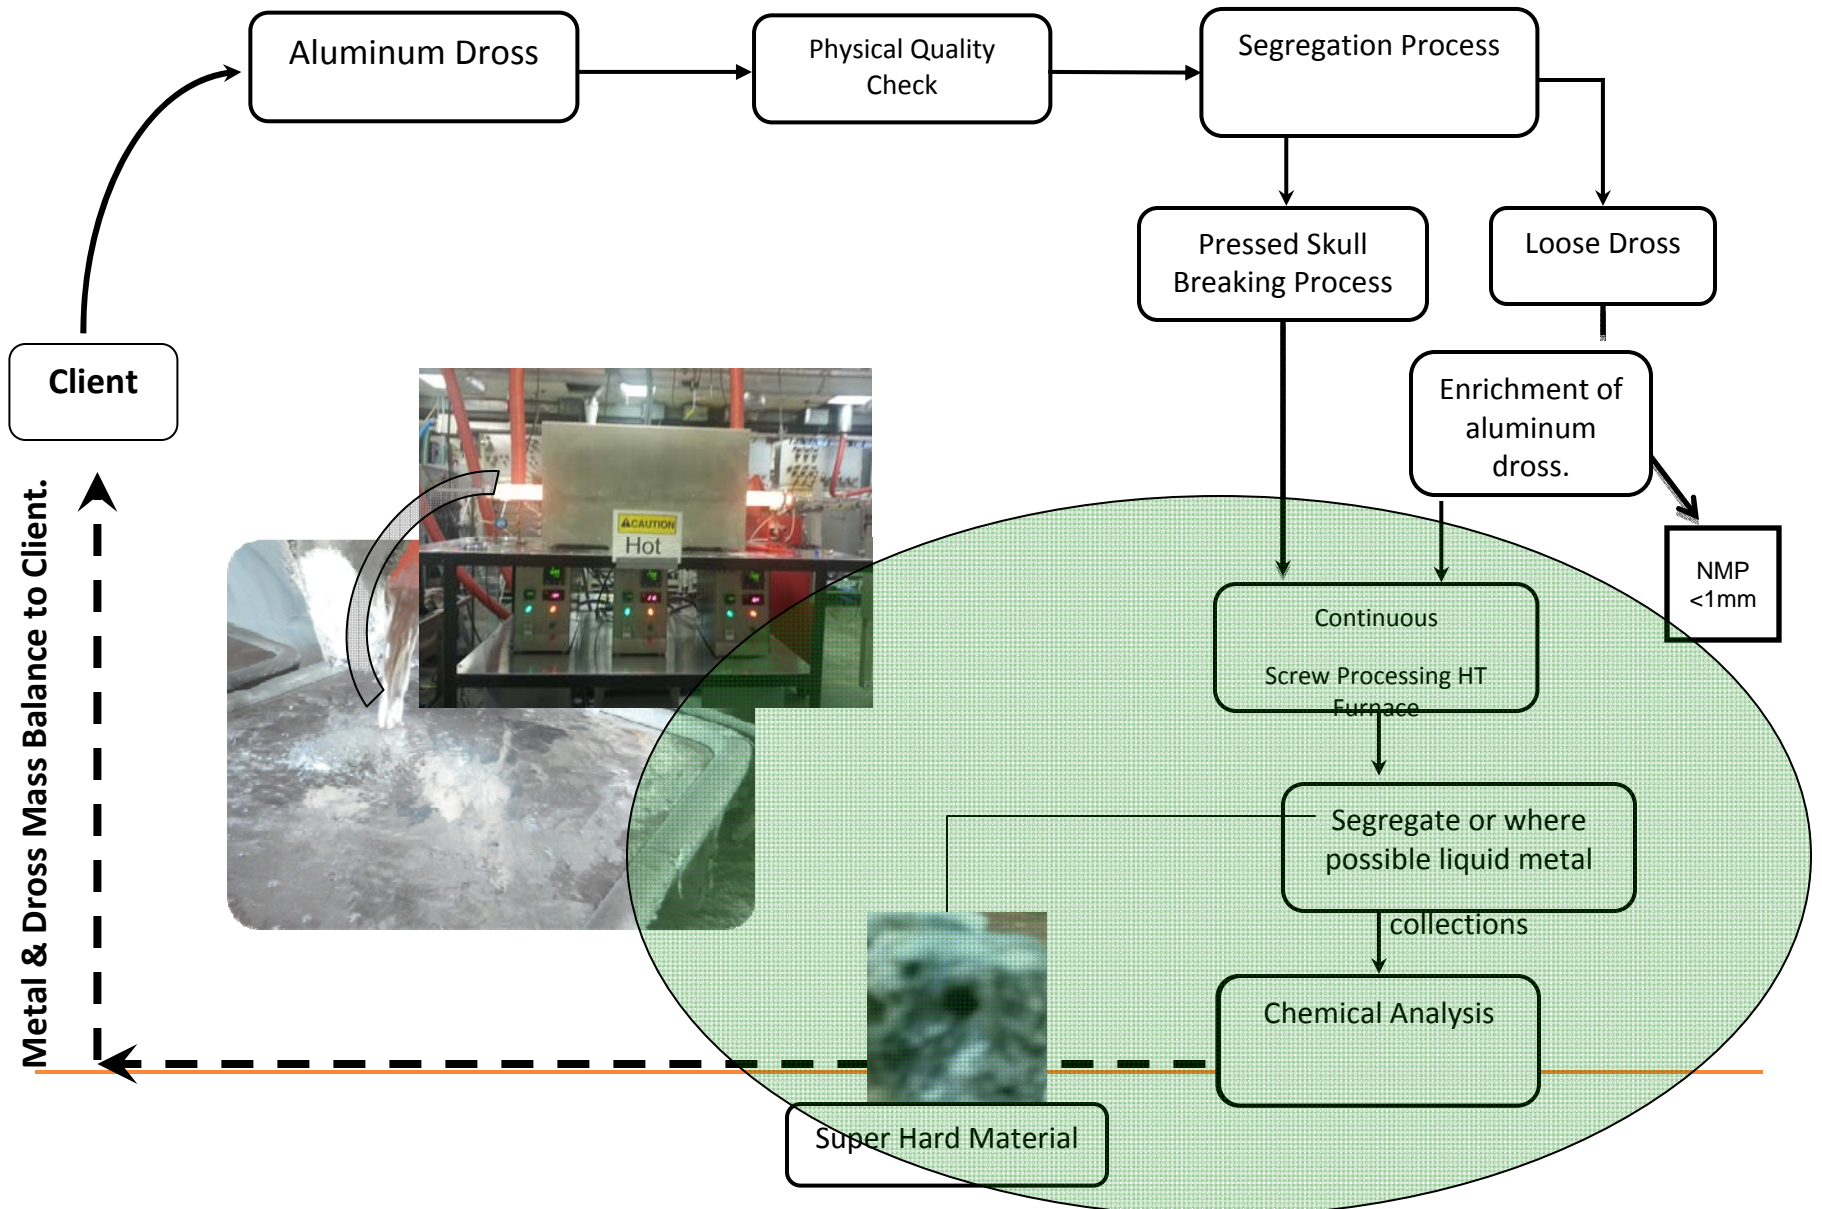 Aluminum Dross
Physical Quality
Check
Segregation Process
Pressed Skull
Breaking Process
Loose Dross
Client
Enrichment of
aluminum
dross.
CAUTION
Hot
NMP
<1mm
Continuous
Screw Processing HT
Furnace
Segregate or where
possible liquid metal
collections
Chemical Analysis
Super Hard Material
Metal & Dross Mass Balance to Client.